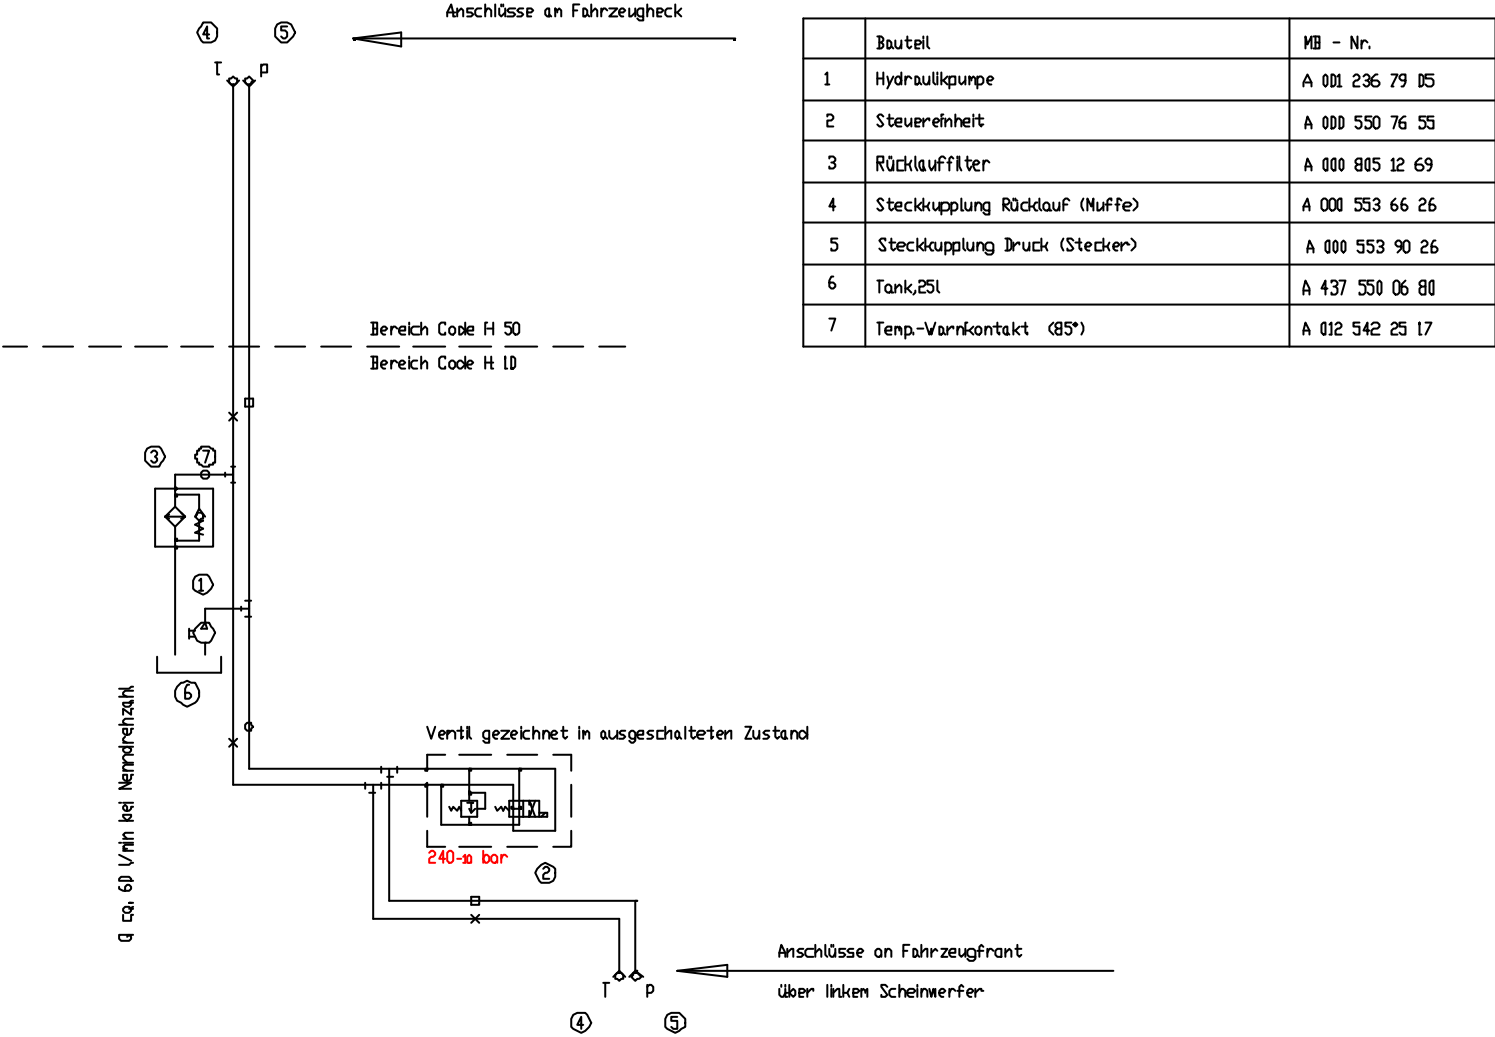 Anschlüsse an Fahrzeugheck
4 5
T P
Bauteil MB - Nr.
1 Hydraulikpumpe A 001 236 79 05
2 Steuereinheit A 000 550 76 55
3 Rücklauffilter A 000 805 12 69
4 Steckkupplung Rücklauf (Muffe) A 000 553 66 26
5 Steckkupplung Druck (Stecker) A 000 553 90 26
6 Tank,25l A 437 550 06 80
7 Temp.-Warnkontakt (85°) A 012 542 25 17
Bereich Code H 50
Bereich Code H 10
3 7
1
6
Q ca. 60 l/min bei Nenndrehzahl
Ventil gezeichnet in ausgeschalteten Zustand
240-10 bar
2
Anschlüsse an Fahrzeugfront
über linkem Scheinwerfer
T P
4 5